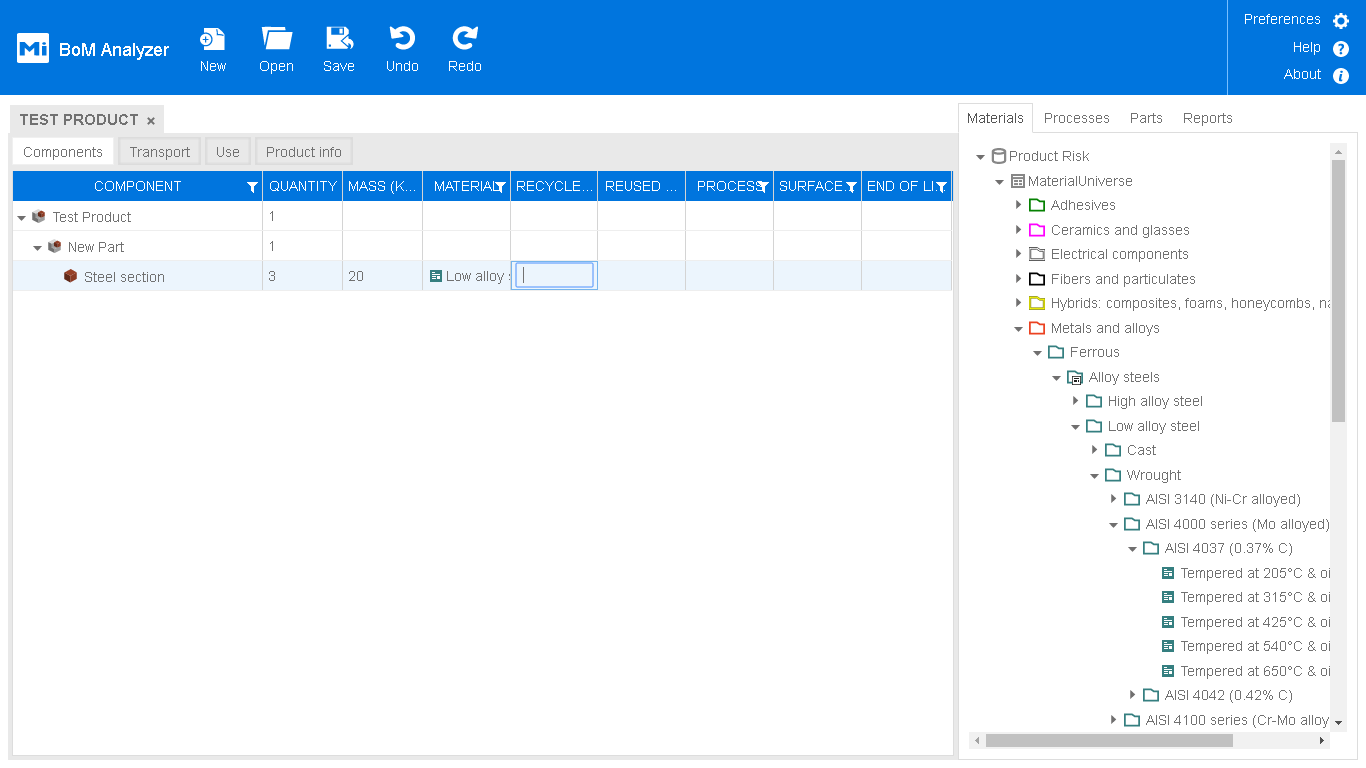 Mi BoM Analyzer
New
Open
Save
Undo
Redo
Preferences
Help
About
TEST PRODUCT ×
Components Transport Use Product info
COMPONENT QUANTITY MASS (K... MATERIAL RECYCLE... REUSED ... PROCESS SURFACE END OF LI...
Test Product 1
New Part 1
Steel section 3 20 Low alloy s
Materials Processes Parts Reports
Product Risk
MaterialUniverse
Adhesives
Ceramics and glasses
Electrical components
Fibers and particulates
Hybrids: composites, foams, honeycombs, na
Metals and alloys
Ferrous
Alloy steels
High alloy steel
Low alloy steel
Cast
Wrought
AISI 3140 (Ni-Cr alloyed)
AISI 4000 series (Mo alloyed)
AISI 4037 (0.37% C)
Tempered at 205°C & oi
Tempered at 315°C & oi
Tempered at 425°C & oi
Tempered at 540°C & oi
Tempered at 650°C & oi
AISI 4042 (0.42% C)
AISI 4100 series (Cr-Mo alloy